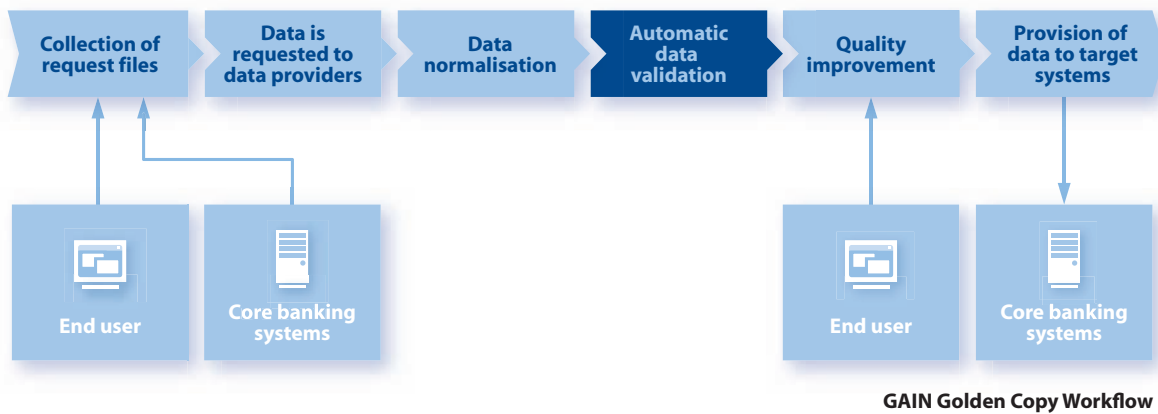 Collection of
request files
Data is
requested to
data providers
Data
normalisation
Automatic
data
validation
Quality
improvement
Provision of
data to target
systems
End user
Core banking
systems
End user
Core banking
systems
GAIN Golden Copy Workflow